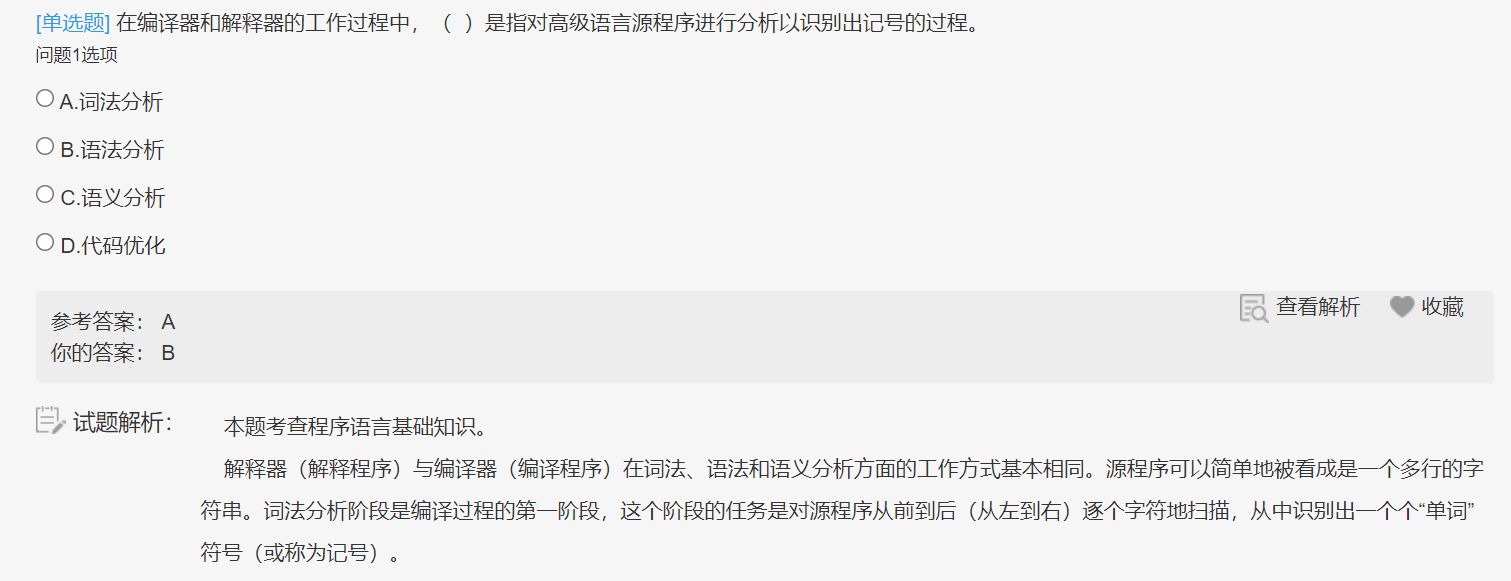 [单选题] 在编译器和解释器的工作过程中，（ ）是指对高级语言源程序进行分析以识别出记号的过程。
问题1选项
A.词法分析
B.语法分析
C.语义分析
D.代码优化
查看解析 收藏
参考答案： A
你的答案： B
试题解析： 本题考查程序语言基础知识。
解释器（解释程序）与编译器（编译程序）在词法、语法和语义分析方面的工作方式基本相同。源程序可以简单地被看成是一个多行的字
符串。词法分析阶段是编译过程的第一阶段，这个阶段的任务是对源程序从前到后（从左到右）逐个字符地扫描，从中识别出一个个“单词”
符号（或称为记号）。